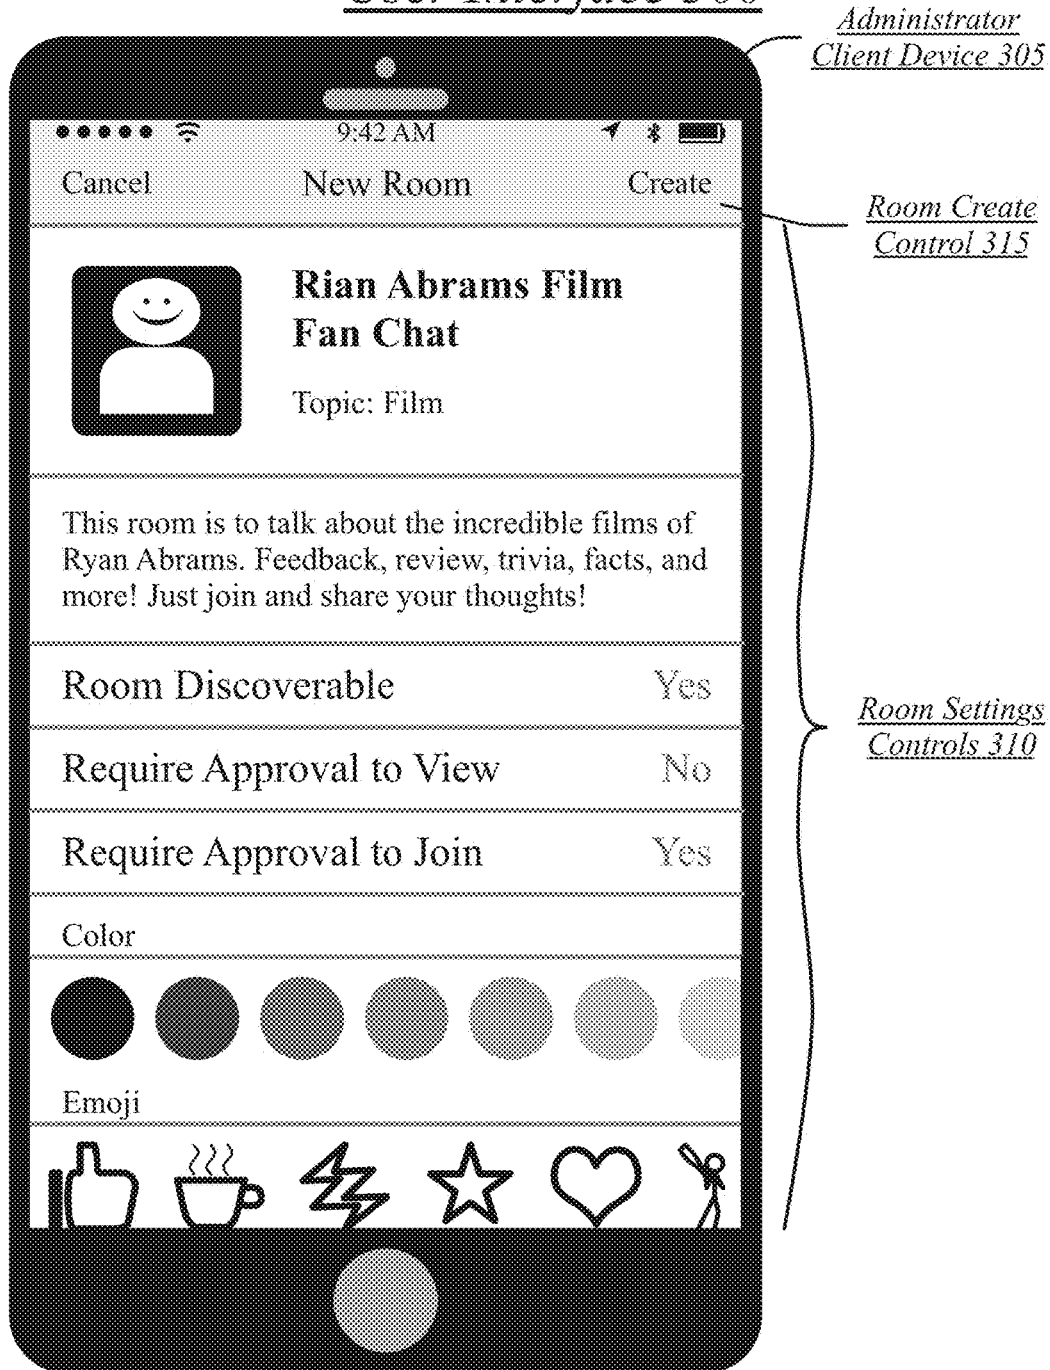 User Interface 300
Administrator
Client Device 305
9:42 AM
Cancel
New Room
Create
Room Create
Control 315
Rian Abrams Film
Fan Chat
Topic: Film
This room is to talk about the incredible films of
Ryan Abrams. Feedback, review, trivia, facts, and
more! Just join and share your thoughts!
Room Discoverable
Yes
Room Settings
Controls 310
Require Approval to View
No
Require Approval to Join
Yes
Color
Emoji